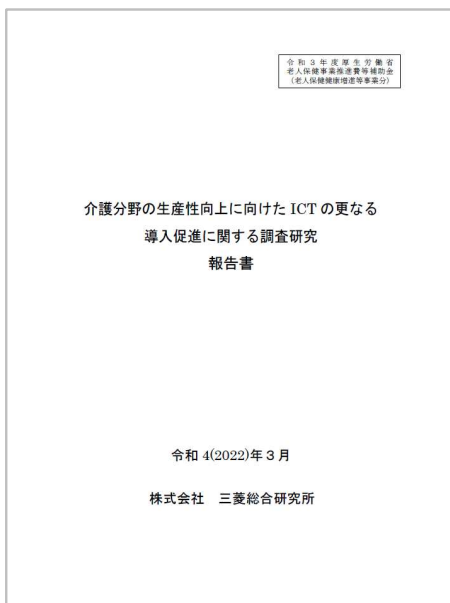 令和３年度厚生労働省
老人保健事業推進費等補助金
（老人保健健康増進等事業分）
介護分野の生産性向上に向けた ICT の更なる
導入促進に関する調査研究
報告書
令和 4(2022)年３月
株式会社　三菱総合研究所